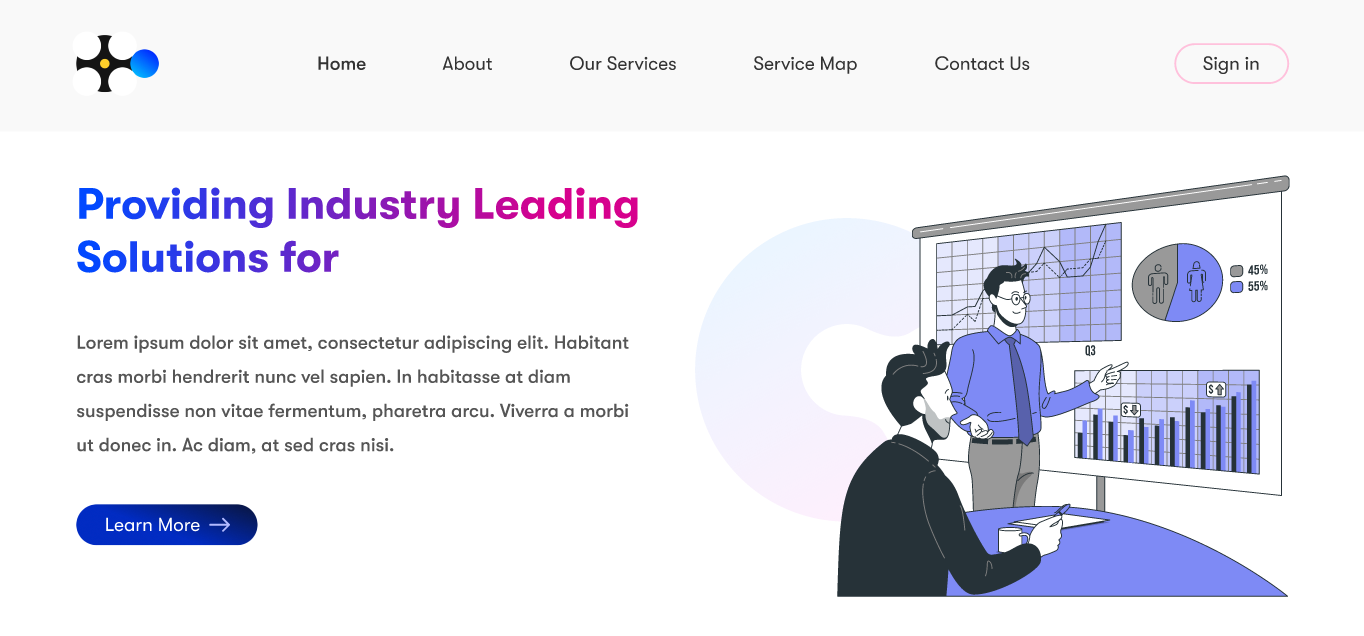 Home About Our Services Service Map Contact Us Sign in
Providing Industry Leading
Solutions for
Lorem ipsum dolor sit amet, consectetur adipiscing elit. Habitant
cras morbi hendrerit nunc vel sapien. In habitasse at diam
suspendisse non vitae fermentum, pharetra arcu. Viverra a morbi
ut donec in. Ac diam, at sed cras nisi.
Learn More
45%
55%
Q3
$
$